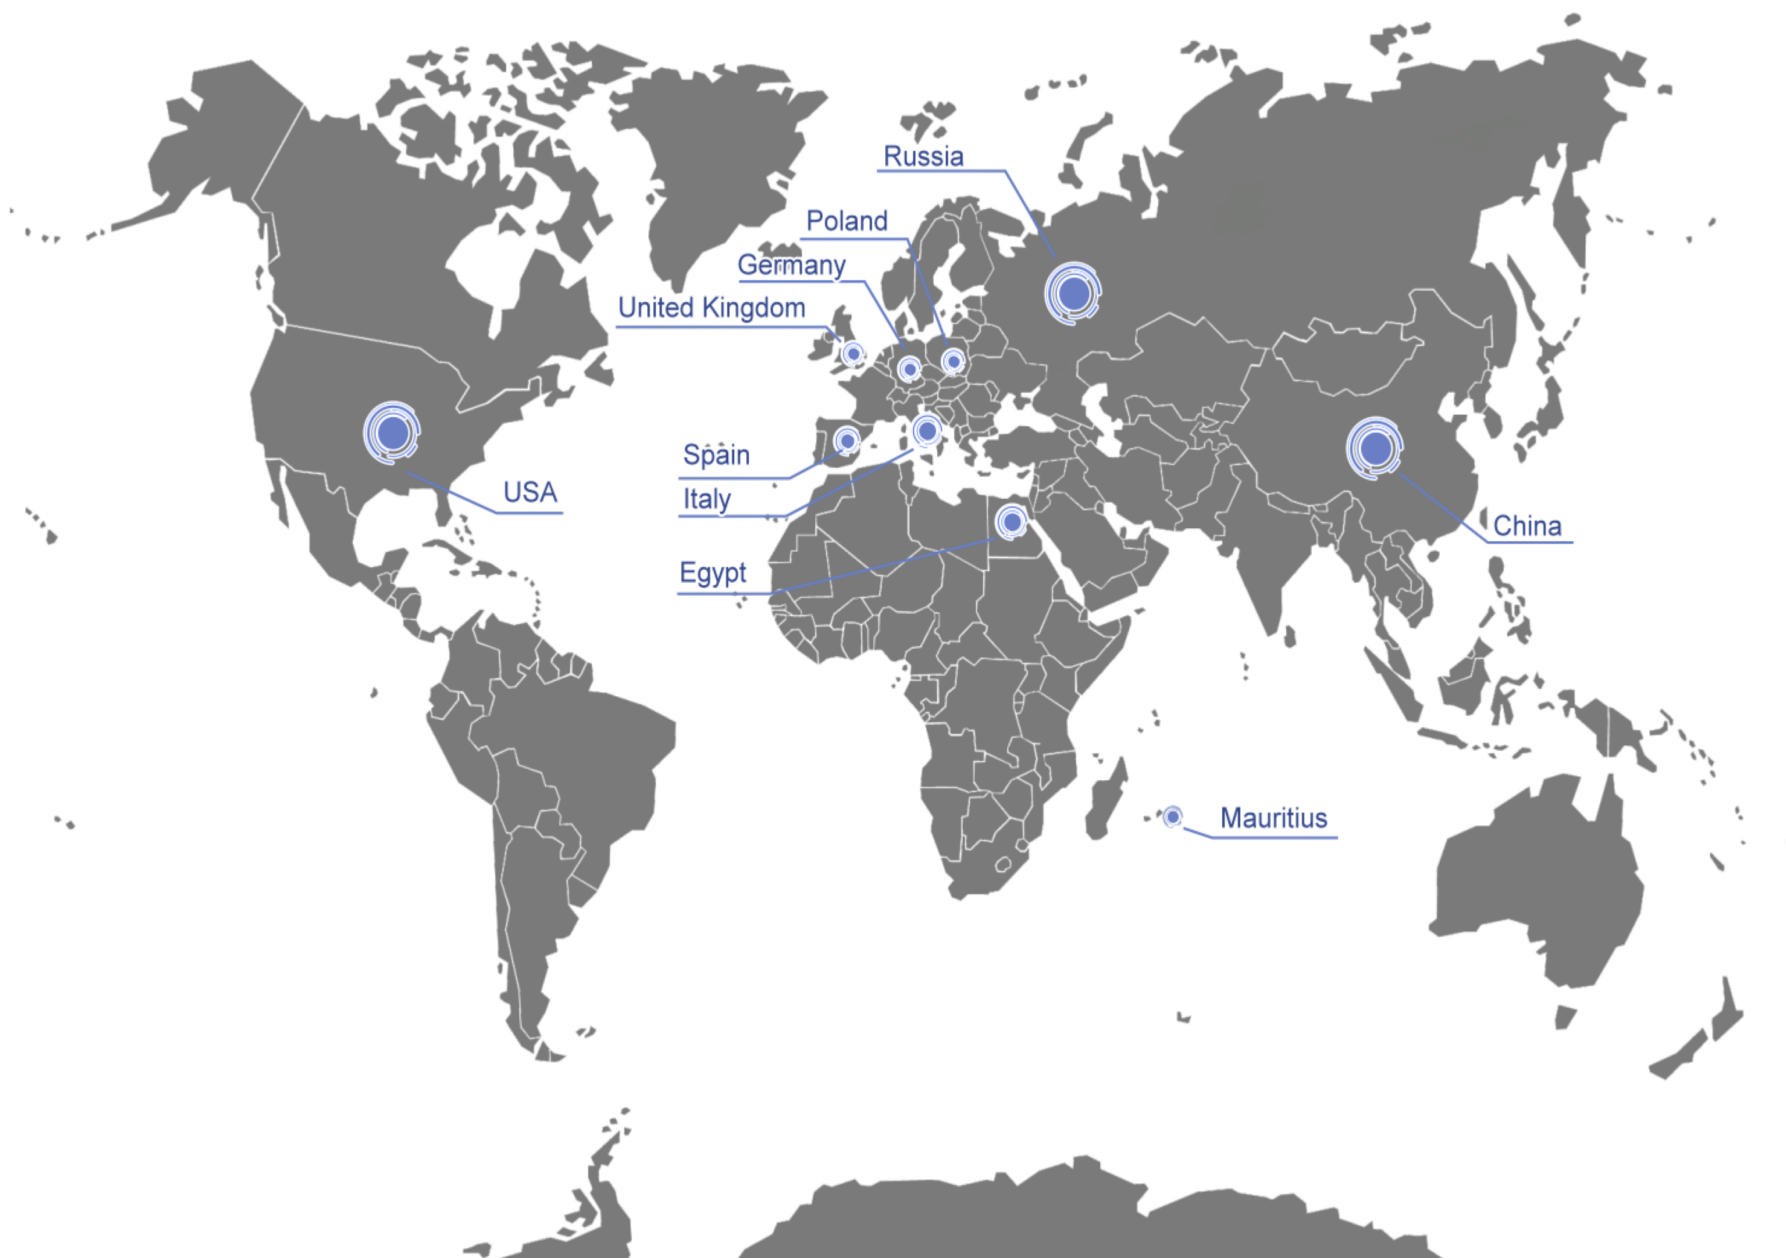 Russia
Poland
Germany
United Kingdom
Spain
USA
Italy
China
Egypt
Mauritius